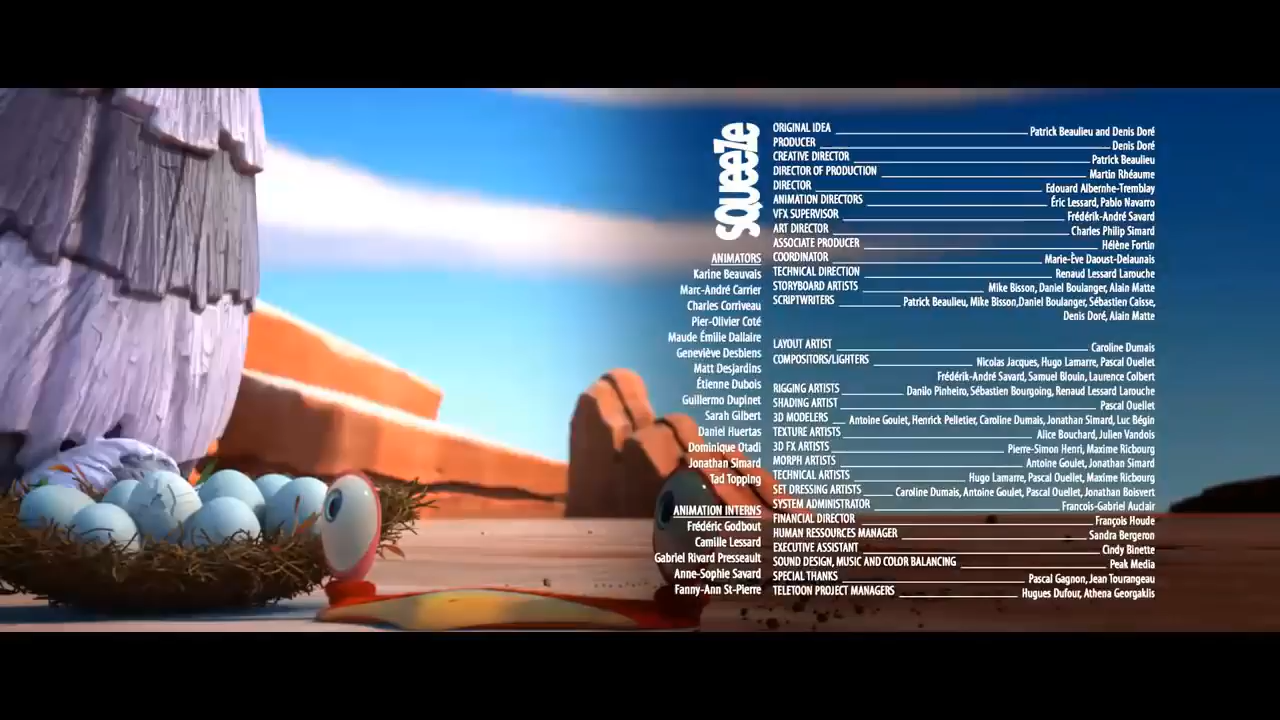 squeeze
ANIMATORS
Karine Beauvais
Marc-André Carrier
Charles Corriveau
Pier-Olivier Coté
Maude Émilie Dallaire
Geneviève Desbiens
Matt Desjardins
Étienne Dubois
Guillermo Dupinet
Sarah Gilbert
Daniel Huertas
Dominique Otadi
Jonathan Simard
Tad Topping
ANIMATION INTERNS
Frédéric Godbout
Camille Lessard
Gabriel Rivard Presseault
Anne-Sophie Savard
Fanny-Ann St-Pierre
ORIGINAL IDEA Patrick Beaulieu and Denis Doré
PRODUCER Denis Doré
CREATIVE DIRECTOR Patrick Beaulieu
DIRECTOR OF PRODUCTION Martin Rhéaume
DIRECTOR Edouard Albernhe-Tremblay
ANIMATION DIRECTORS Éric Lessard, Pablo Navarro
VFX SUPERVISOR Frédérik-André Savard
ART DIRECTOR Charles Philip Simard
ASSOCIATE PRODUCER Hélène Fortin
COORDINATOR Marie-Ève Daoust-Delaunais
TECHNICAL DIRECTION Renaud Lessard Larouche
STORYBOARD ARTISTS Mike Bisson, Daniel Boulanger, Alain Matte
SCRIPTWRITERS Patrick Beaulieu, Mike Bisson,Daniel Boulanger, Sébastien Caisse,
Denis Doré, Alain Matte
LAYOUT ARTIST Caroline Dumais
COMPOSITORS/LIGHTERS Nicolas Jacques, Hugo Lamarre, Pascal Ouellet
Frédérik-André Savard, Samuel Blouin, Laurence Colbert
RIGGING ARTISTS Danilo Pinheiro, Sébastien Bourgoing, Renaud Lessard Larouche
SHADING ARTIST Pascal Ouellet
3D MODELERS Antoine Goulet, Henrick Pelletier, Caroline Dumais, Jonathan Simard, Luc Bégin
TEXTURE ARTISTS Alice Bouchard, Julien Vandois
3D FX ARTISTS Pierre-Simon Henri, Maxime Ricbourg
MORPH ARTISTS Antoine Goulet, Jonathan Simard
TECHNICAL ARTISTS Hugo Lamarre, Pascal Ouellet, Maxime Ricbourg
SET DRESSING ARTISTS Caroline Dumais, Antoine Goulet, Pascal Ouellet, Jonathan Boisvert
SYSTEM ADMINISTRATOR Francois-Gabriel Auclair
FINANCIAL DIRECTOR François Houde
HUMAN RESSOURCES MANAGER Sandra Bergeron
EXECUTIVE ASSISTANT Cindy Binette
SOUND DESIGN, MUSIC AND COLOR BALANCING Peak Media
SPECIAL THANKS Pascal Gagnon, Jean Tourangeau
TELETOON PROJECT MANAGERS Hugues Dufour, Athena Georgaklis